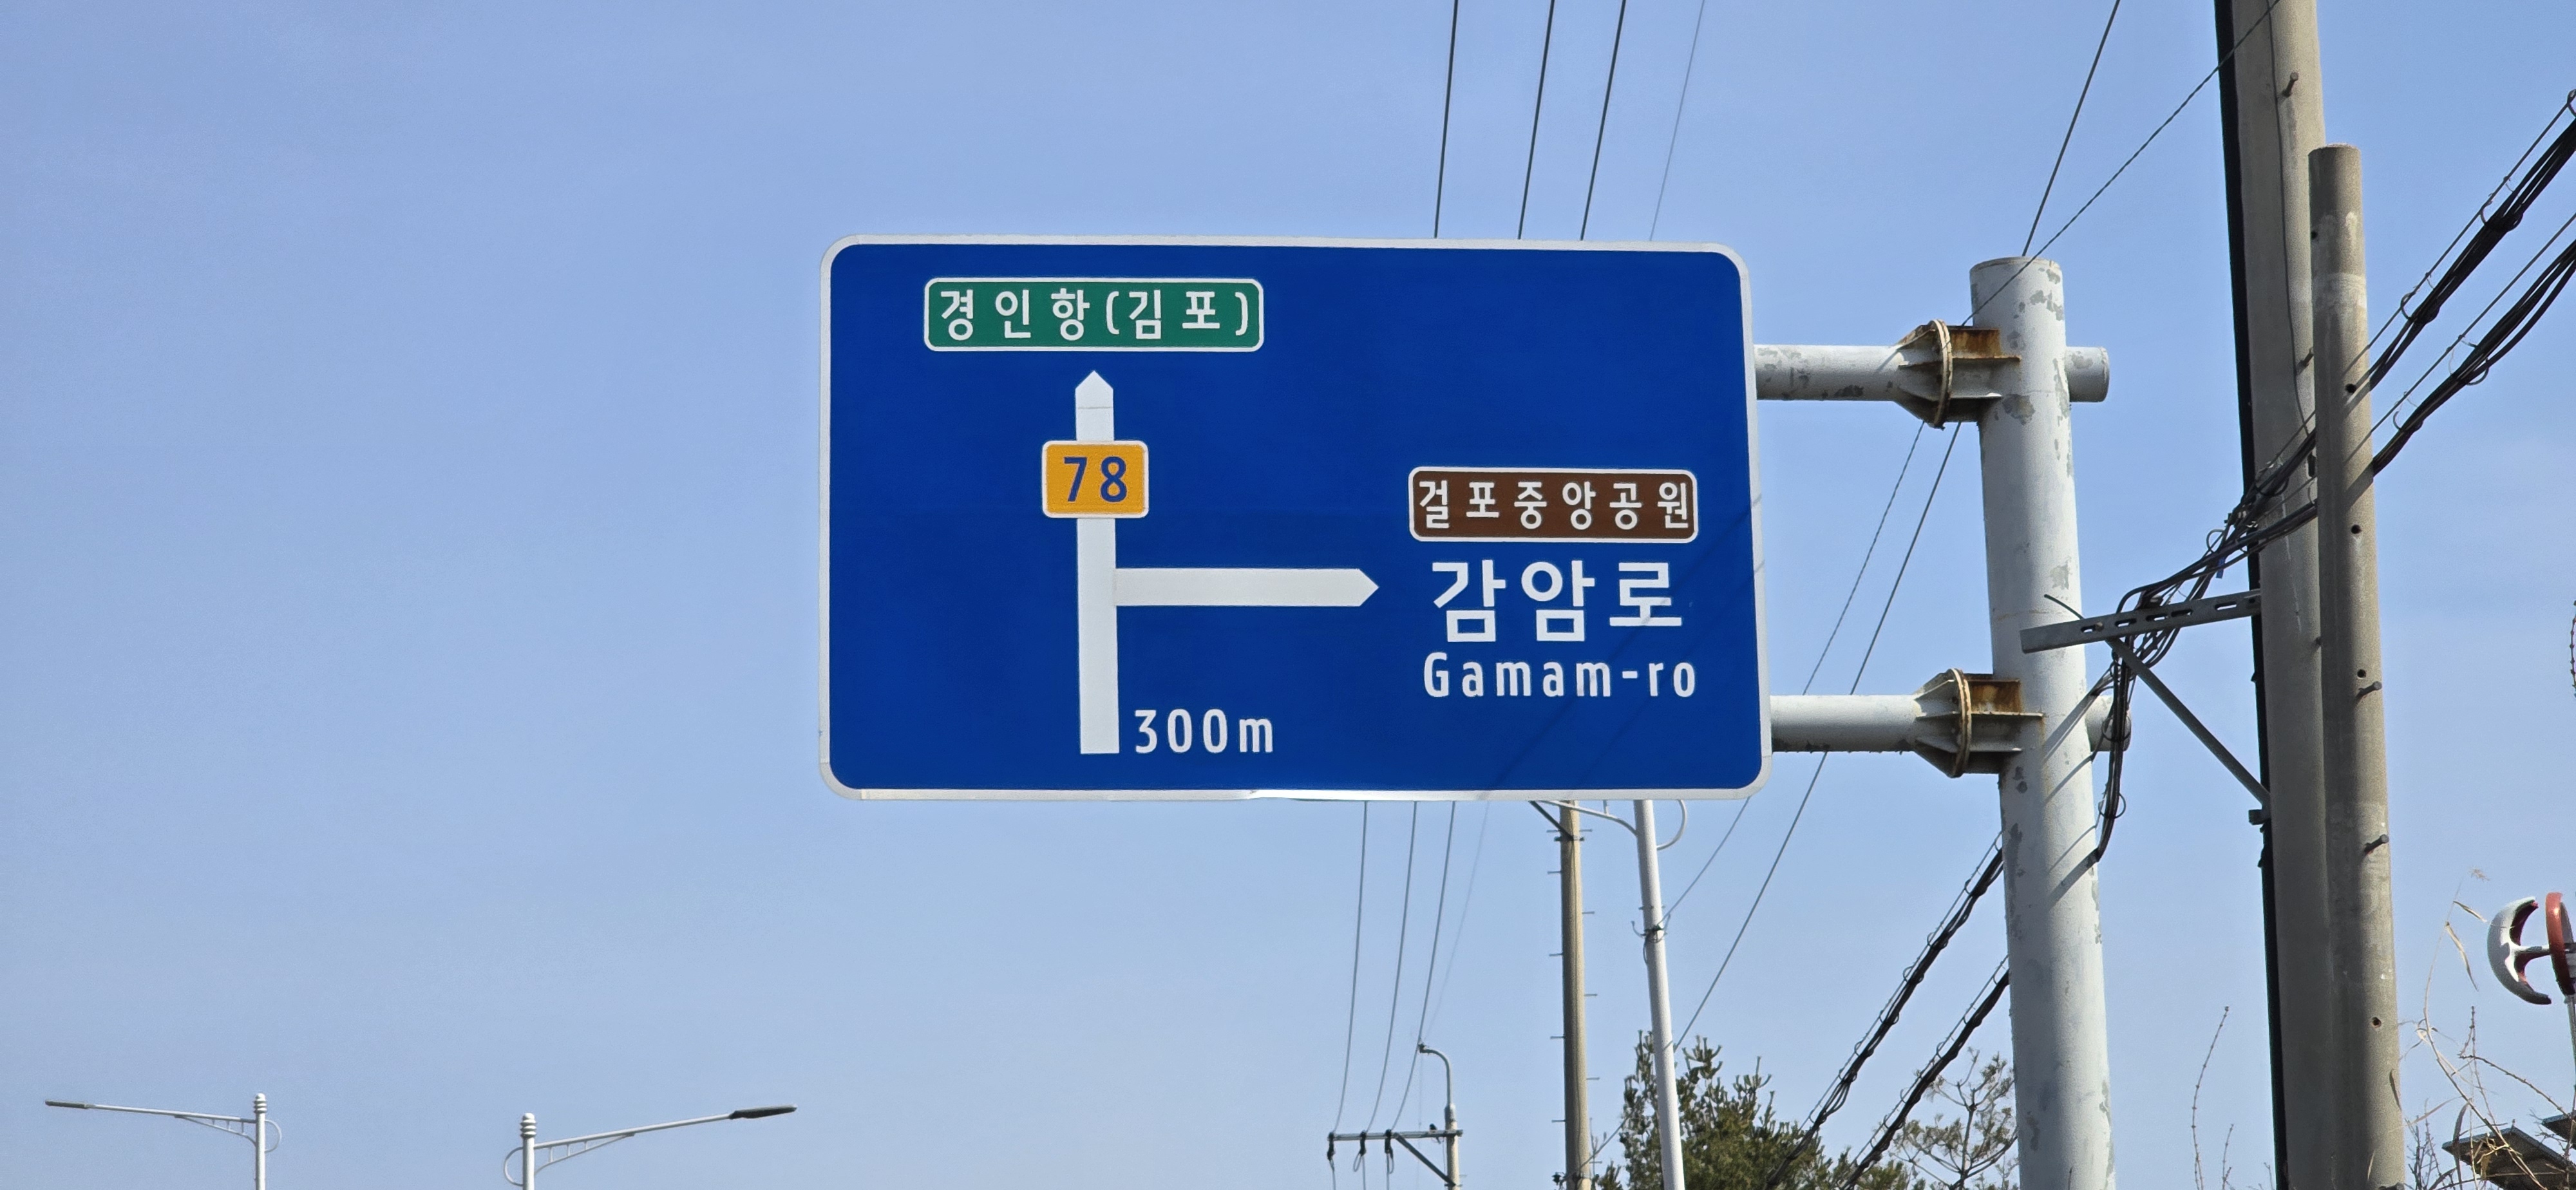 경인항(김포)
78
걸포중앙공원
감암로
Gamam-ro
300m